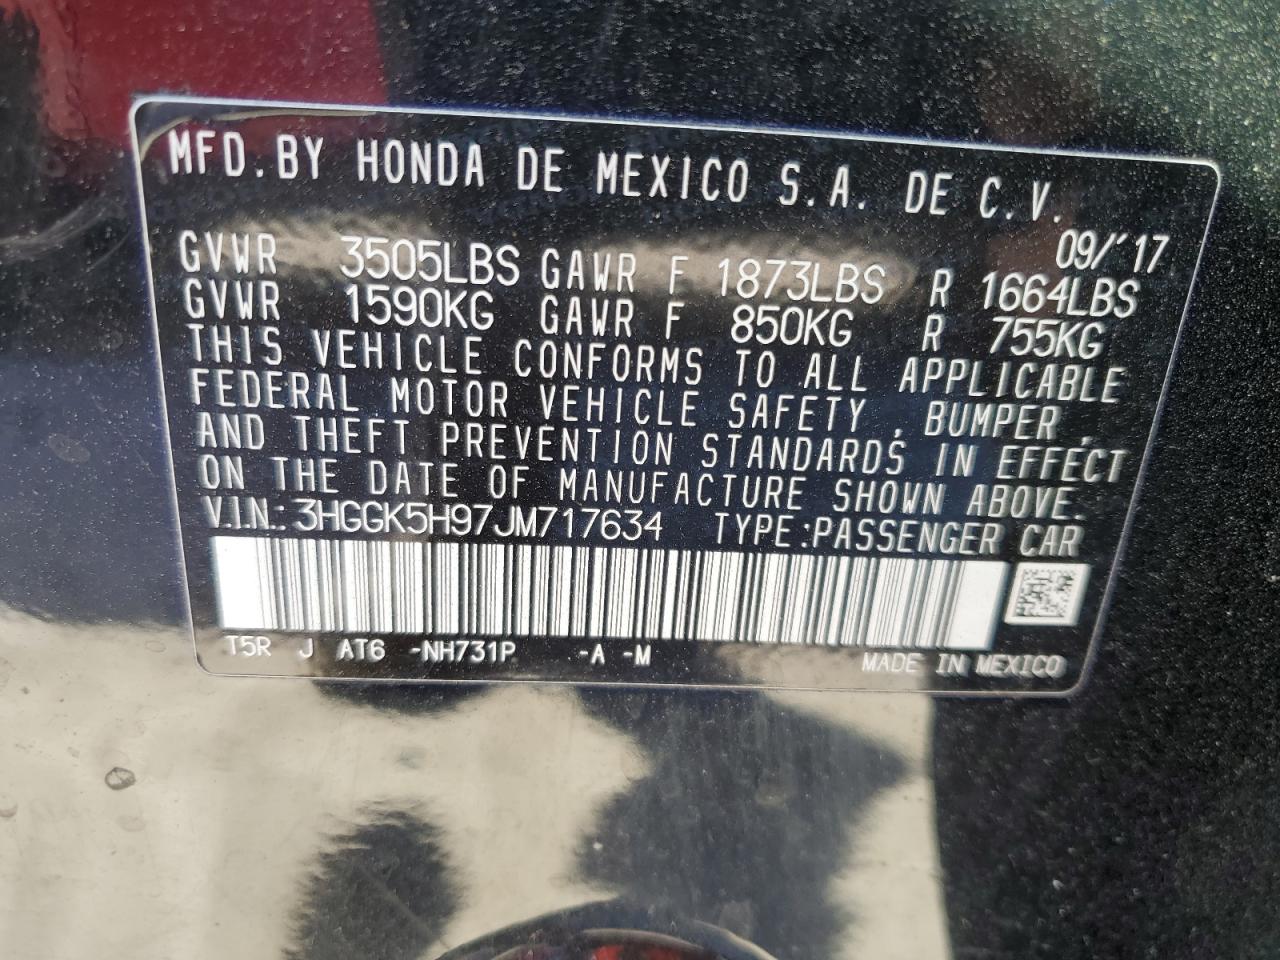 MFD. BY HONDA DE MEXICO S.A. DE C.V.
09/'17
GVWR 3505LBS GAWR F 1873LBS R 1664LBS
GVWR 1590KG GAWR F 850KG R 755KG
THIS VEHICLE CONFORMS TO ALL APPLICABLE
FEDERAL MOTOR VEHICLE SAFETY, BUMPER,
AND THEFT PREVENTION STANDARDS IN EFFECT
ON THE DATE OF MANUFACTURE SHOWN ABOVE.
V.I.N.: 3HGGK5H97JM717634 TYPE:PASSENGER CAR
T5R J AT6 -NH731P -A -M
MADE IN MEXICO